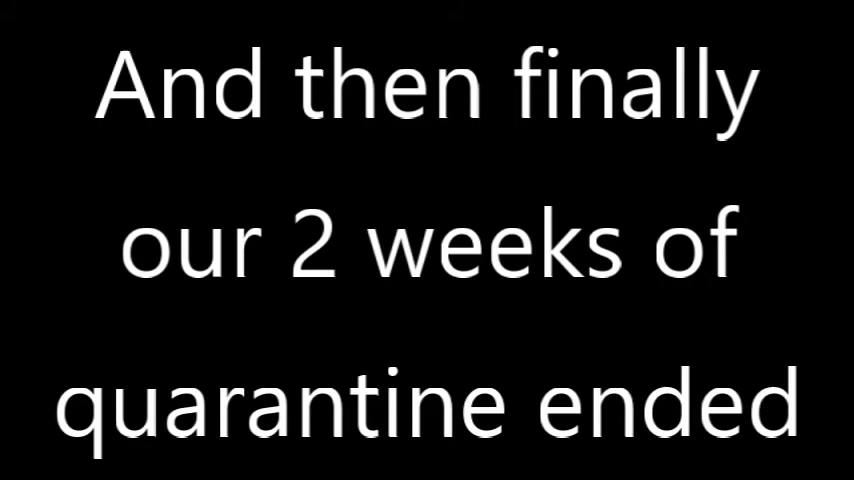 And then finally
our 2 weeks of
quarantine ended